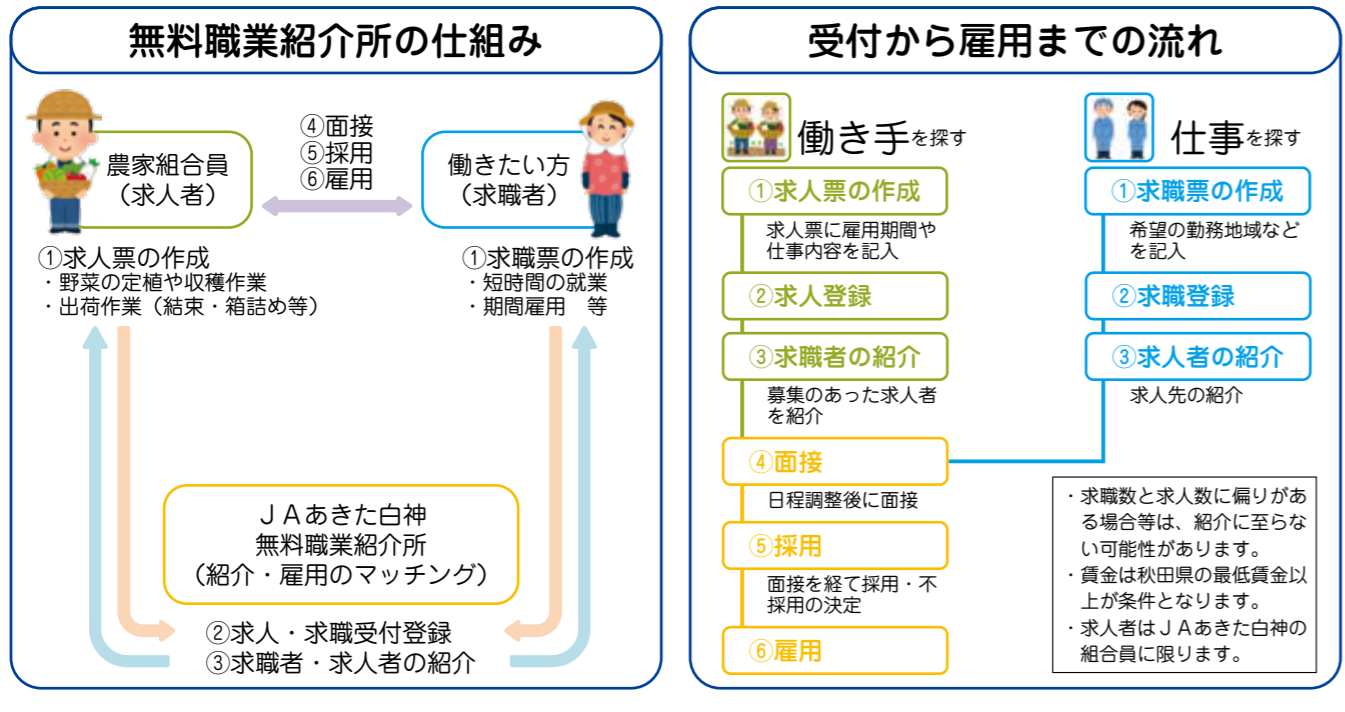 無料職業紹介所の仕組み
農家組合員
（求人者）
④面接
⑤採用
⑥雇用
働きたい方
（求職者）
①求人票の作成
・野菜の定植や収穫作業
・出荷作業（結束・箱詰め等）
①求職票の作成
・短時間の就業
・期間雇用　等
ＪＡあきた白神
無料職業紹介所
（紹介・雇用のマッチング）
②求人・求職受付登録
③求職者・求人者の紹介
受付から雇用までの流れ
働き手を探す
①求人票の作成
求人票に雇用期間や
仕事内容を記入
②求人登録
③求職者の紹介
募集のあった求人者
を紹介
④面接
日程調整後に面接
⑤採用
面接を経て採用・不
採用の決定
⑥雇用
仕事を探す
①求職票の作成
希望の勤務地域など
を記入
②求職登録
③求人者の紹介
求人先の紹介
・求職数と求人数に偏りがあ
る場合等は、紹介に至らな
い可能性があります。
・賃金は秋田県の最低賃金以
上が条件となります。
・求人者はＪＡあきた白神の
組合員に限ります。